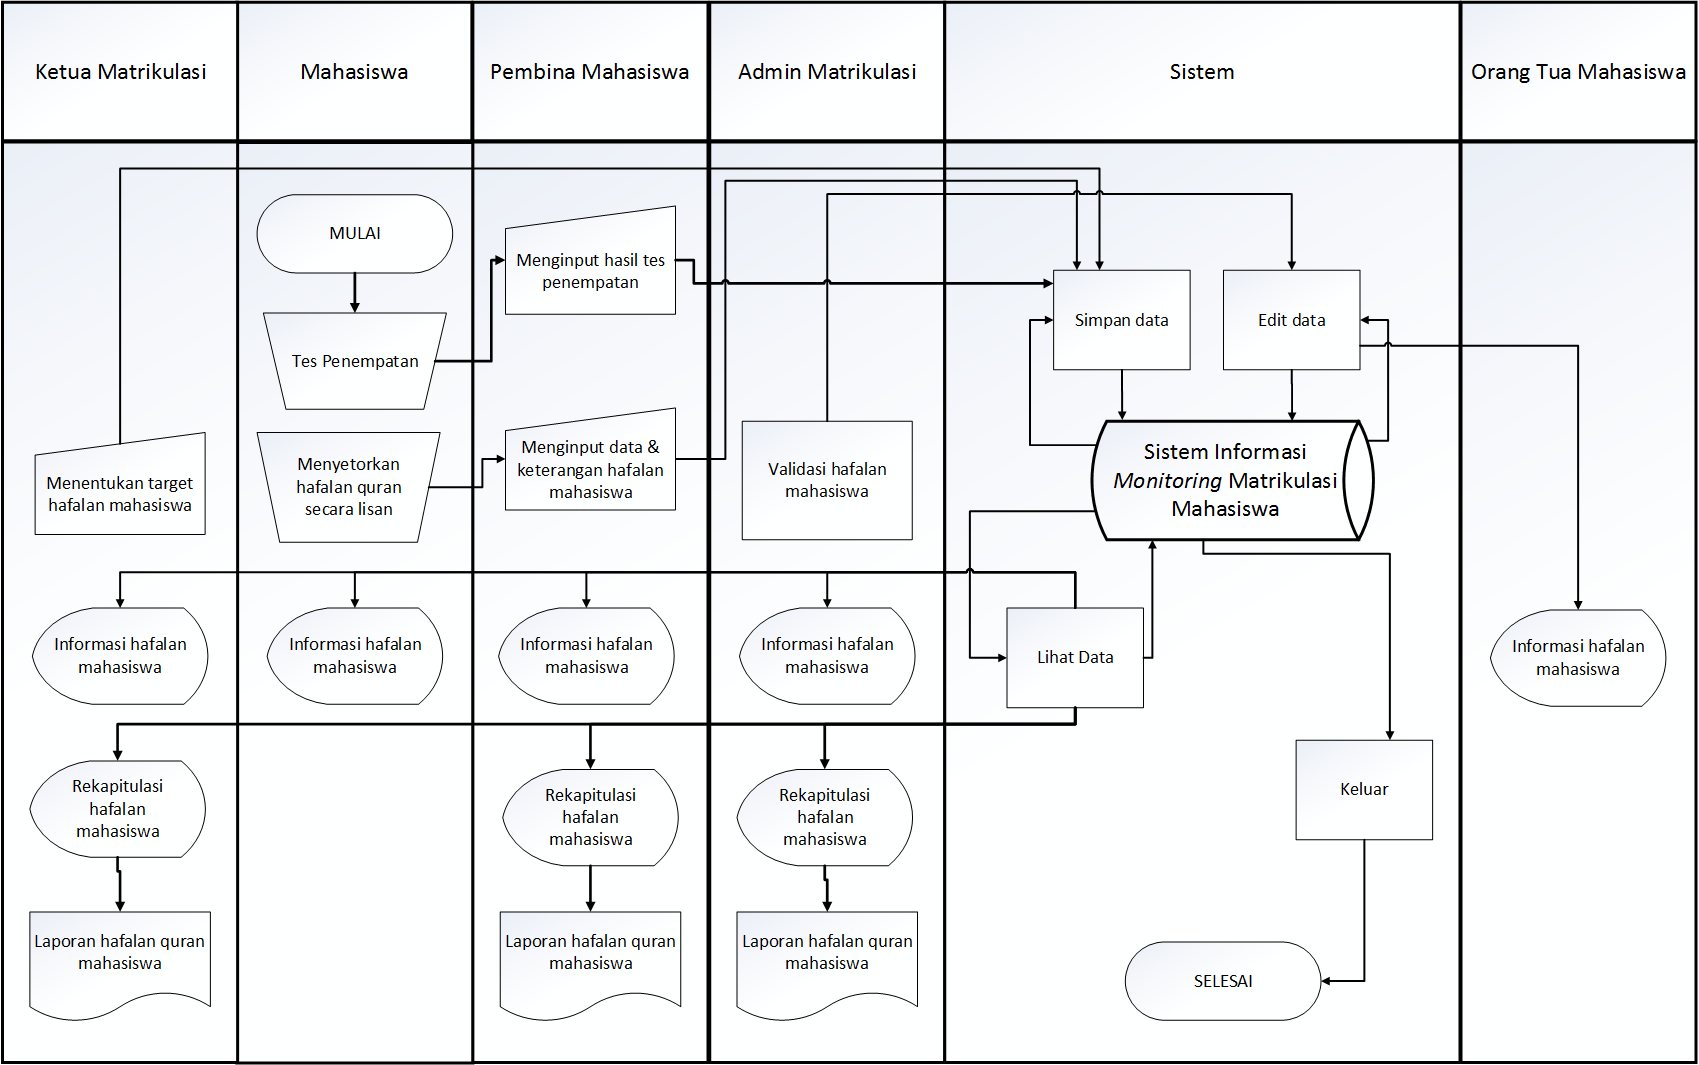 Ketua Matrikulasi
Mahasiswa
Pembina Mahasiswa
Admin Matrikulasi
Sistem
Orang Tua Mahasiswa
MULAI
Menginput hasil tes
penempatan
Tes Penempatan
Simpan data
Edit data
Menentukan target
hafalan mahasiswa
Menyetorkan
hafalan quran
secara lisan
Menginput data &
keterangan hafalan
mahasiswa
Validasi hafalan
mahasiswa
Sistem Informasi
Monitoring Matrikulasi
Mahasiswa
Informasi hafalan
mahasiswa
Informasi hafalan
mahasiswa
Informasi hafalan
mahasiswa
Informasi hafalan
mahasiswa
Lihat Data
Informasi hafalan
mahasiswa
Rekapitulasi
hafalan
mahasiswa
Rekapitulasi
hafalan
mahasiswa
Rekapitulasi
hafalan
mahasiswa
Keluar
Laporan hafalan quran
mahasiswa
Laporan hafalan quran
mahasiswa
Laporan hafalan quran
mahasiswa
SELESAI